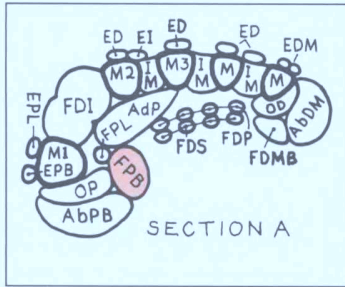 ED EI ED ED EDM
M2 I M M3 I M M I M M
EPL FDI AdP OD AbDM
FPL FDP
M1 FDS FDMB
EPB FPB
OP
AbPB
SECTION A